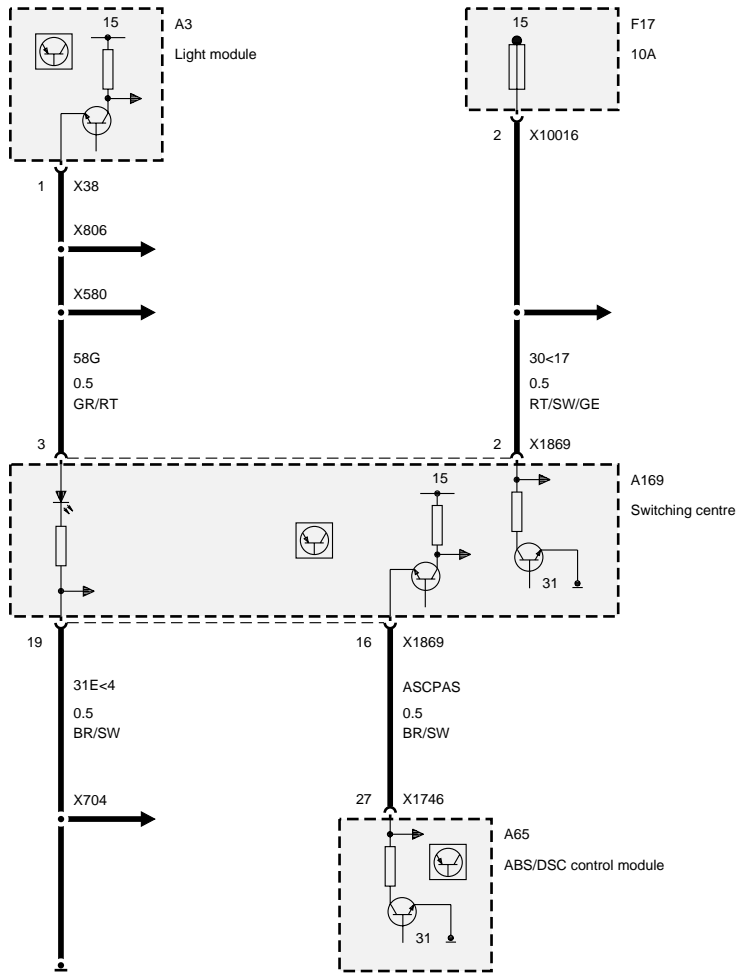 15
A3
Light module
15
F17
10A
1
X38
2
X10016
X806
X580
58G
0.5
GR/RT
30<17
0.5
RT/SW/GE
3
2
X1869
15
31
A169
Switching centre
19
16
X1869
31E<4
0.5
BR/SW
ASCPAS
0.5
BR/SW
X704
27
X1746
A65
ABS/DSC control module
31